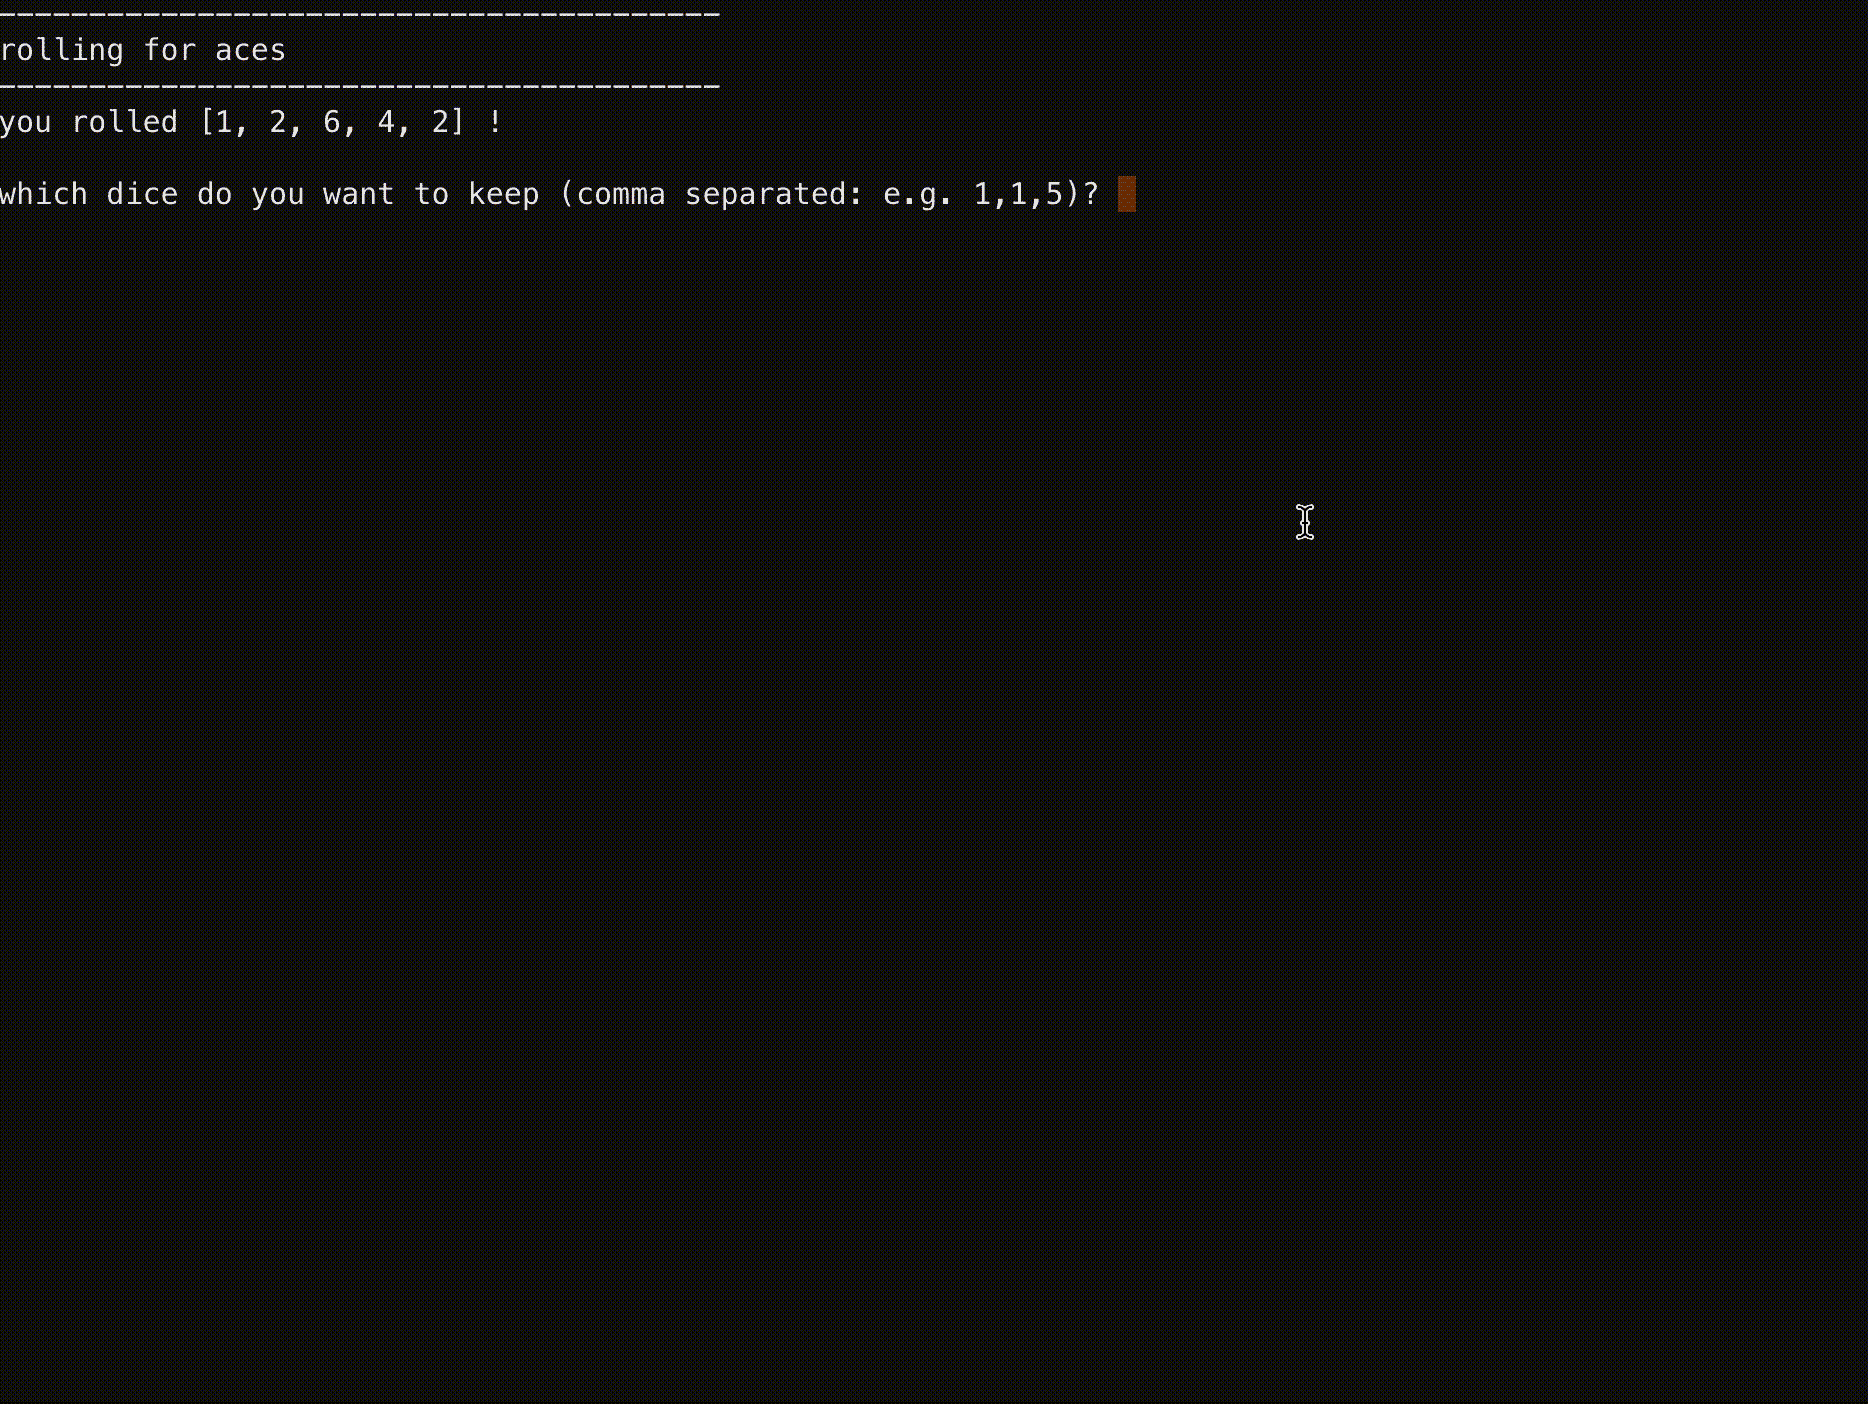 ----------------------------------------
rolling for aces
----------------------------------------
you rolled [1, 2, 6, 4, 2] !
which dice do you want to keep (comma separated: e.g. 1,1,5)?